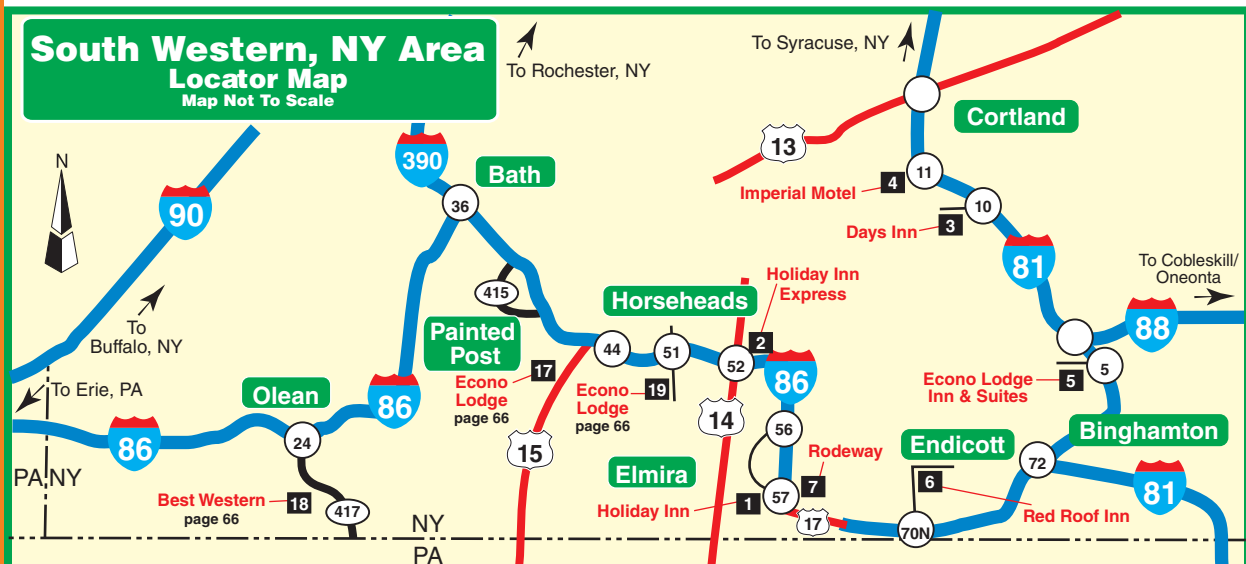 South Western, NY Area
Locator Map
Map Not To Scale
To Rochester, NY
To Syracuse, NY
Cortland
13
390
Bath
N
90
36
Imperial Motel
4
11
10
Days Inn
3
81
To Cobleskill/
Oneonta
88
To
Buffalo, NY
415
Painted
Post
Horseheads
Holiday Inn
Express
2
44
51
52
86
17
Econo
Lodge
page 66
19
Econo
Lodge
page 66
Econo Lodge
Inn & Suites
5
5
To Erie, PA
Olean
86
86
24
15
14
56
Elmira
Rodeway
7
Endicott
Binghamton
72
81
PA
NY
Best Western
page 66
18
417
Holiday Inn
1
57
17
6
Red Roof Inn
70N
NY
PA